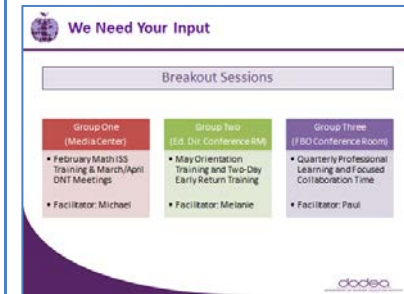 We Need Your Input
Breakout Sessions
Group One
(Media Center)
• February Math ISS
Training & March/April
DNT Meetings
• Facilitator: Michael
Group Two
(Ed. Dir. Conference RM)
• May Orientation
Training and Two-Day
Early Return Training
• Facilitator: Melanie
Group Three
(FBO Conference Room)
• Quarterly Professional
Learning and Focused
Collaboration Time
• Facilitator: Paul
dodea